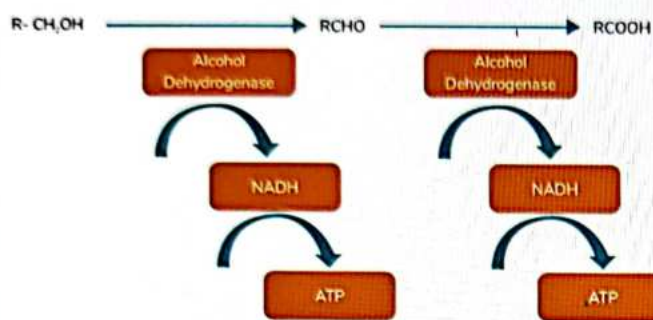 R- CH₂OH RCHO RCOOH
Alcohol
Dehydrogenase
Alcohol
Dehydrogenase
NADH
NADH
ATP
ATP